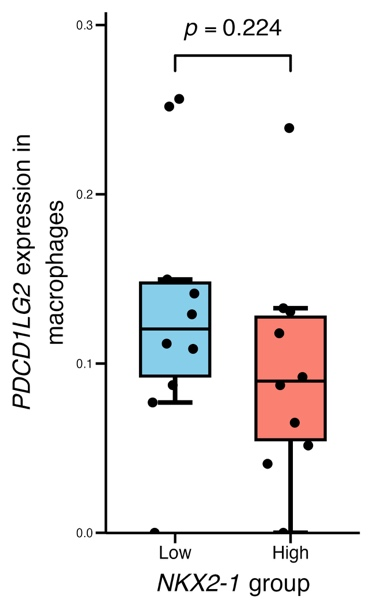 p = 0.224
PDCD1LG2 expression in
macrophages
0.3
0.2
0.1
0.0
Low
High
NKX2-1 group